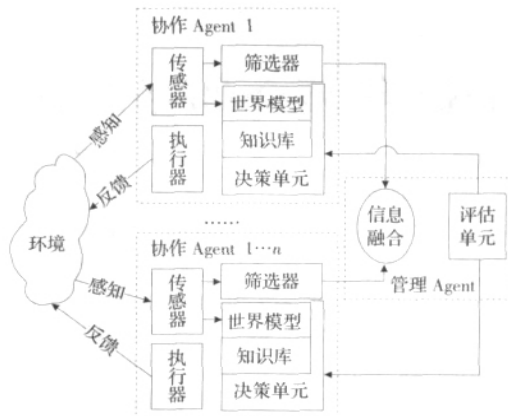 协作 Agent 1
传感器
筛选器
世界模型
知识库
决策单元
执行器
感知
反馈
环境
……
信息
融合
评估
单元
管理 Agent
协作 Agent 1…n
传感器
筛选器
世界模型
知识库
决策单元
执行器
感知
反馈